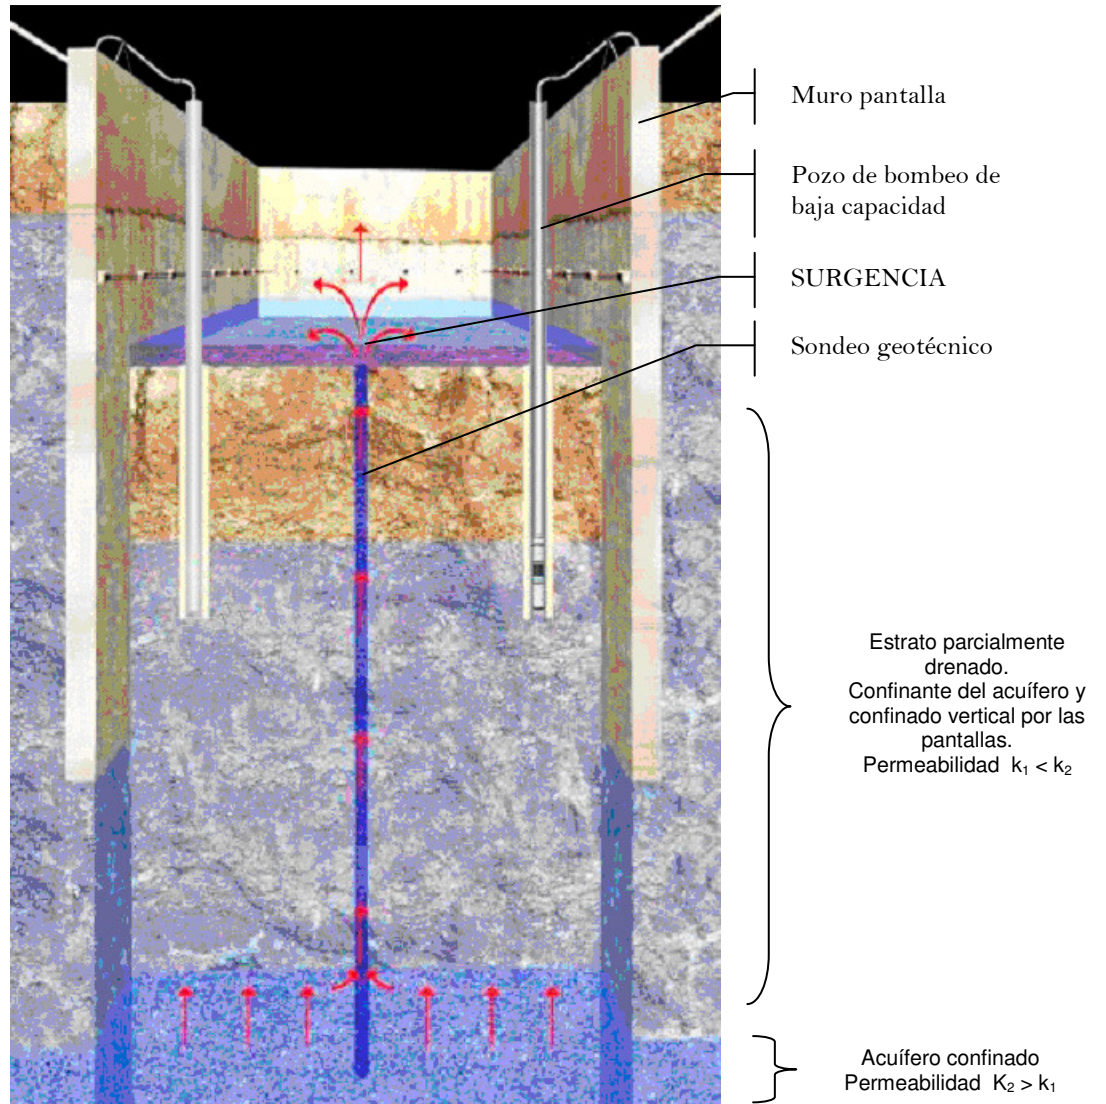 Muro pantalla
Pozo de bombeo de
baja capacidad
SURGENCIA
Sondeo geotécnico
Estrato parcialmente
drenado.
Confinante del acuífero y
confinado vertical por las
pantallas.
Permeabilidad k₁ < k₂
Acuífero confinado
Permeabilidad K₂ > k₁